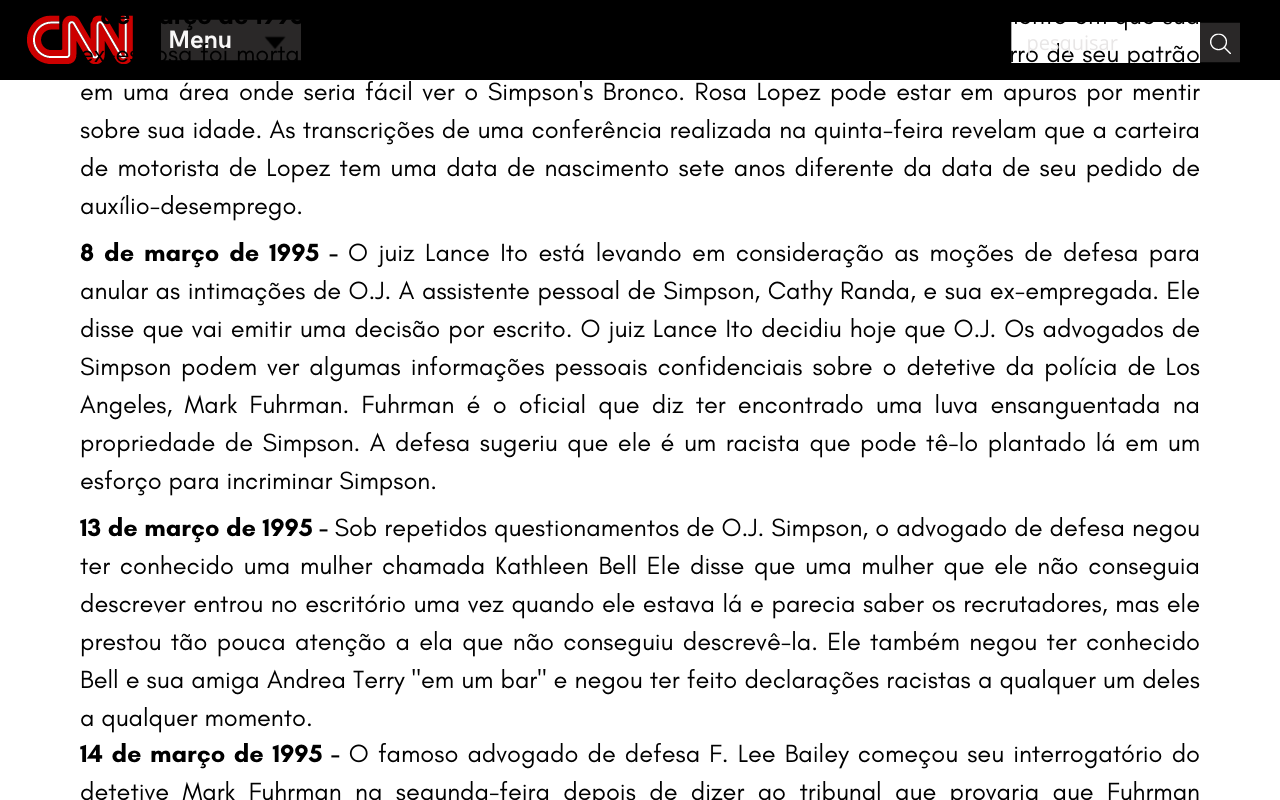 CNN
Menu
pesquisar
rro de seu patrão
em uma área onde seria fácil ver o Simpson's Bronco. Rosa Lopez pode estar em apuros por mentir
sobre sua idade. As transcrições de uma conferência realizada na quinta-feira revelam que a carteira
de motorista de Lopez tem uma data de nascimento sete anos diferente da data de seu pedido de
auxílio-desemprego.
8 de março de 1995 - O juiz Lance Ito está levando em consideração as moções de defesa para
anular as intimações de O.J. A assistente pessoal de Simpson, Cathy Randa, e sua ex-empregada. Ele
disse que vai emitir uma decisão por escrito. O juiz Lance Ito decidiu hoje que O.J. Os advogados de
Simpson podem ver algumas informações pessoais confidenciais sobre o detetive da polícia de Los
Angeles, Mark Fuhrman. Fuhrman é o oficial que diz ter encontrado uma luva ensanguentada na
propriedade de Simpson. A defesa sugeriu que ele é um racista que pode tê-lo plantado lá em um
esforço para incriminar Simpson.
13 de março de 1995 - Sob repetidos questionamentos de O.J. Simpson, o advogado de defesa negou
ter conhecido uma mulher chamada Kathleen Bell Ele disse que uma mulher que ele não conseguia
descrever entrou no escritório uma vez quando ele estava lá e parecia saber os recrutadores, mas ele
prestou tão pouca atenção a ela que não conseguiu descrevê-la. Ele também negou ter conhecido
Bell e sua amiga Andrea Terry "em um bar" e negou ter feito declarações racistas a qualquer um deles
a qualquer momento.
14 de março de 1995 - O famoso advogado de defesa F. Lee Bailey começou seu interrogatório do
detetive Mark Fuhrman na segunda-feira depois de dizer ao tribunal que provaria que Fuhrman